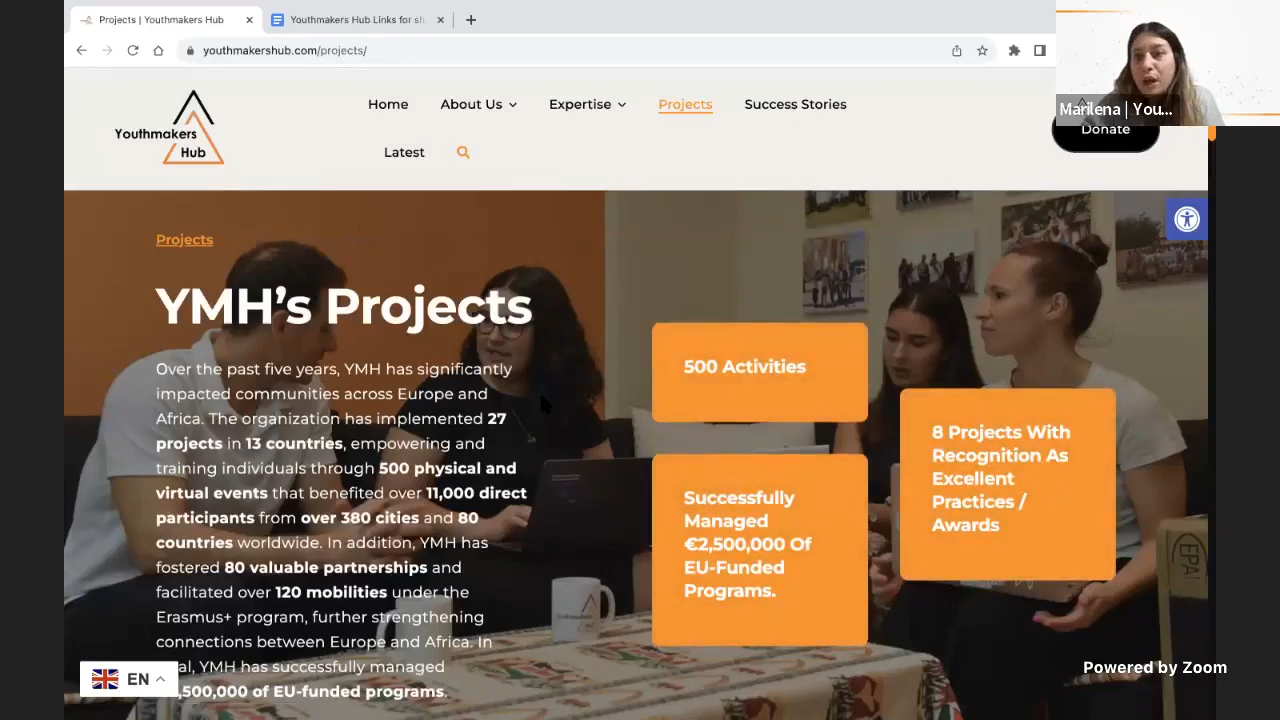 Projects | Youthmakers Hub
Youthmakers Hub Links for sh
youthmakershub.com/projects/
Marilena | You...
Youthmakers
Hub
Home
About Us
Expertise
Projects
Success Stories
Donate
Latest
Projects
YMH's Projects
Over the past five years, YMH has significantly
impacted communities across Europe and
Africa. The organization has implemented 27
projects in 13 countries, empowering and
training individuals through 500 physical and
virtual events that benefited over 11,000 direct
participants from over 380 cities and 80
countries worldwide. In addition, YMH has
fostered 80 valuable partnerships and
facilitated over 120 mobilities under the
Erasmus+ program, further strengthening
connections between Europe and Africa. In
al, YMH has successfully managed
,500,000 of EU-funded programs.
500 Activities
Successfully
Managed
€2,500,000 Of
EU-Funded
Programs.
8 Projects With
Recognition As
Excellent
Practices /
Awards
EN
Powered by Zoom